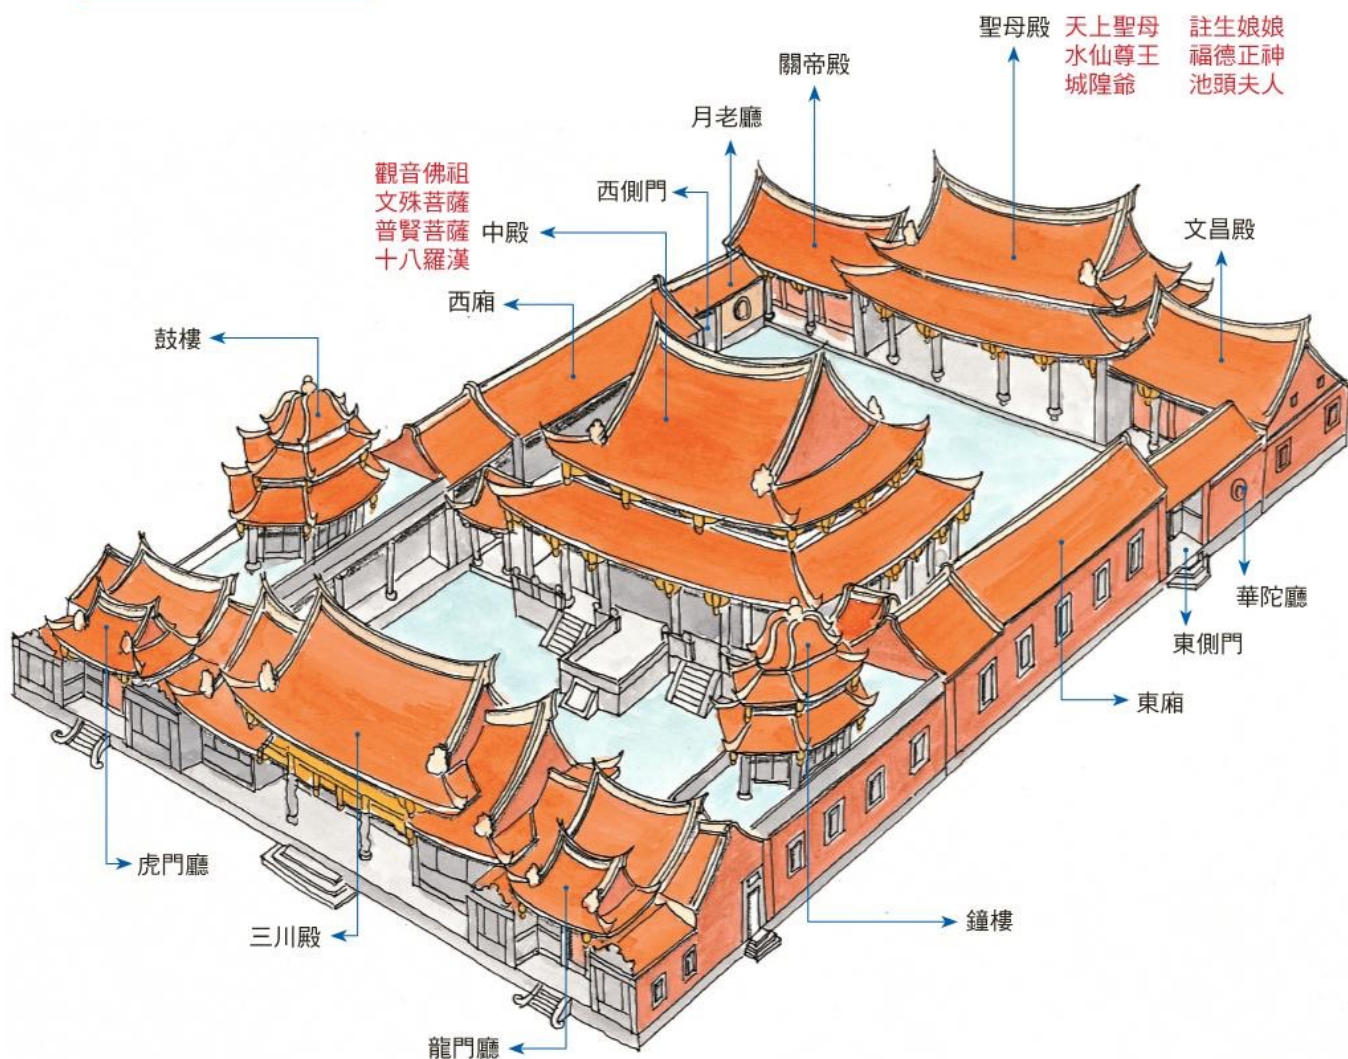 聖母殿
天上聖母 註生娘娘
水仙尊王 福德正神
城隍爺 池頭夫人
關帝殿
月老廳
西側門
觀音佛祖
文殊菩薩
普賢菩薩
十八羅漢
中殿
文昌殿
西廂
鼓樓
華陀廳
東側門
東廂
虎門廳
三川殿
鐘樓
龍門廳